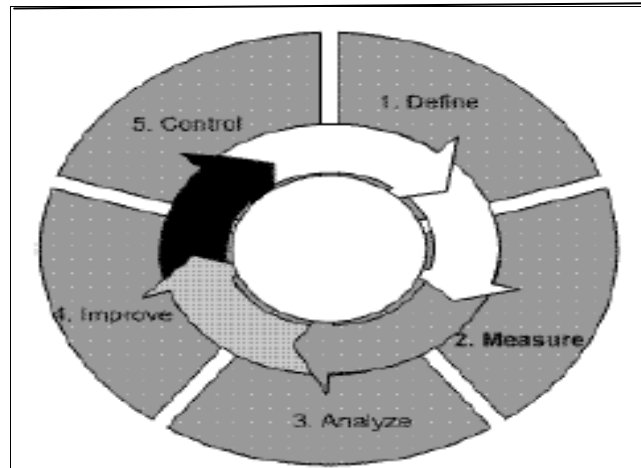 1. Define
2. Measure
3. Analyze
4. Improve
5. Control